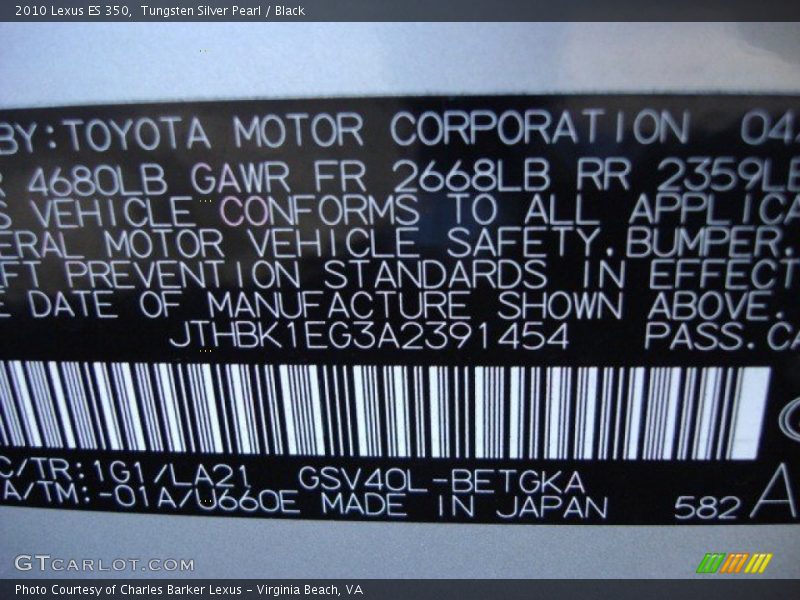 2010 Lexus ES 350,  Tungsten Silver Pearl / Black
BY:TOYOTA MOTOR CORPORATION 04
4680LB GAWR FR 2668LB RR 2359LB
S VEHICLE CONFORMS TO ALL APPLICA
ERAL MOTOR VEHICLE SAFETY.BUMPER.
FT PREVENTION STANDARDS IN EFFECT
E DATE OF MANUFACTURE SHOWN ABOVE.
JTHBK1EG3A2391454 PASS.CA
C/TR:1G1/LA21 GSV40L-BETGKA
A/TM:-01A/U660E MADE IN JAPAN 582 A
GTCARLOT.COM
Photo Courtesy of Charles Barker Lexus – Virginia Beach, VA